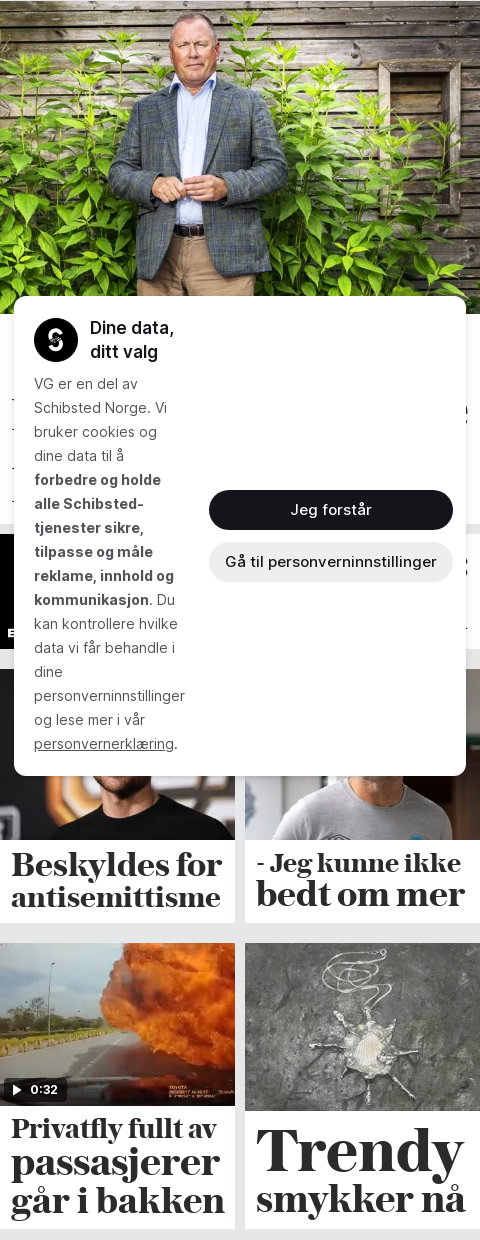 Dine data,
ditt valg
VG er en del av
Schibsted Norge. Vi
bruker cookies og
dine data til å
forbedre og holde
alle Schibsted-
tjenester sikre,
tilpasse og måle
reklame, innhold og
kommunikasjon. Du
kan kontrollere hvilke
data vi får behandle i
dine
personverninnstillinger
og lese mer i vår
personvernerklæring.
Jeg forstår
Gå til personverninnstillinger
Beskyldes for
antisemittisme
- Jeg kunne ikke
bedt om mer
0:32
TOYOTA
Privatfly fullt av
passasjerer
går i bakken
Trendy
smykker nå